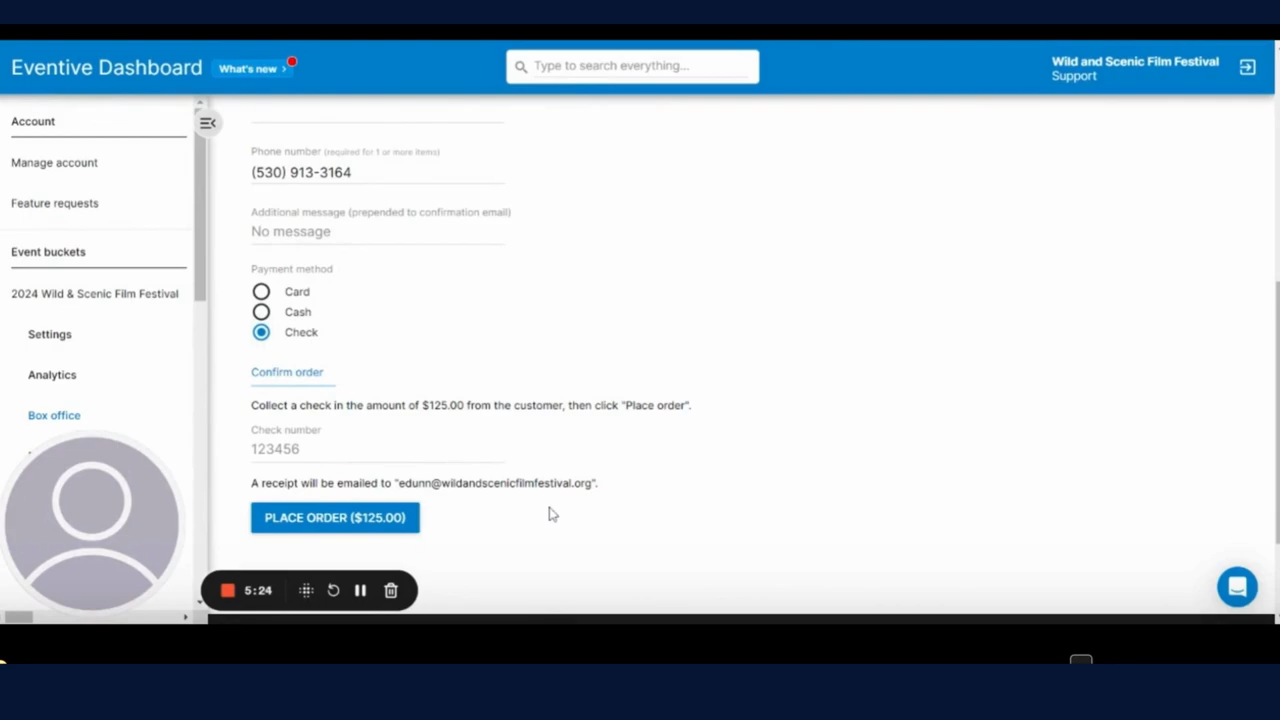 Eventive Dashboard
What's new ›
Type to search everything...
Wild and Scenic Film Festival
Support
Account
Manage account
Feature requests
Event buckets
2024 Wild & Scenic Film Festival
Settings
Analytics
Box office
Phone number (required for 1 or more items)
(530) 913-3164
Additional message (prepended to confirmation email)
No message
Payment method
Card
Cash
Check
Confirm order
Collect a check in the amount of $125.00 from the customer, then click "Place order".
Check number
123456
A receipt will be emailed to "edunn@wildandscenicfilmfestival.org".
PLACE ORDER ($125.00)
5:24